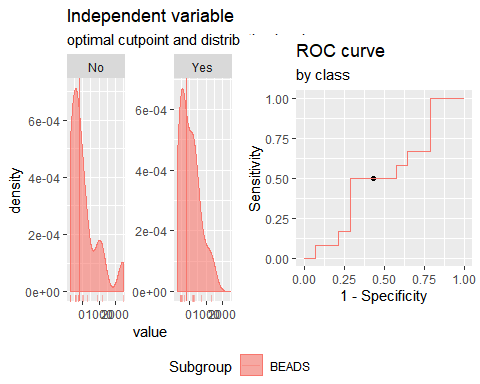 Independent variable
optimal cutpoint and distrib
No
Yes
6e-04
4e-04
2e-04
0e+00
density
6e-04
4e-04
2e-04
0e+00
value
ROC curve
by class
1.00
0.75
0.50
0.25
0.00
Sensitivity
0.00 0.25 0.50 0.75 1.00
1 - Specificity
Subgroup BEADS